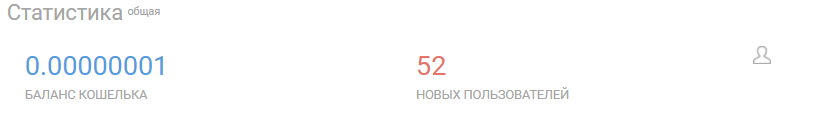 Статистика общая
0.00000001 52
БАЛАНС КОШЕЛЬКА НОВЫХ ПОЛЬЗОВАТЕЛЕЙ